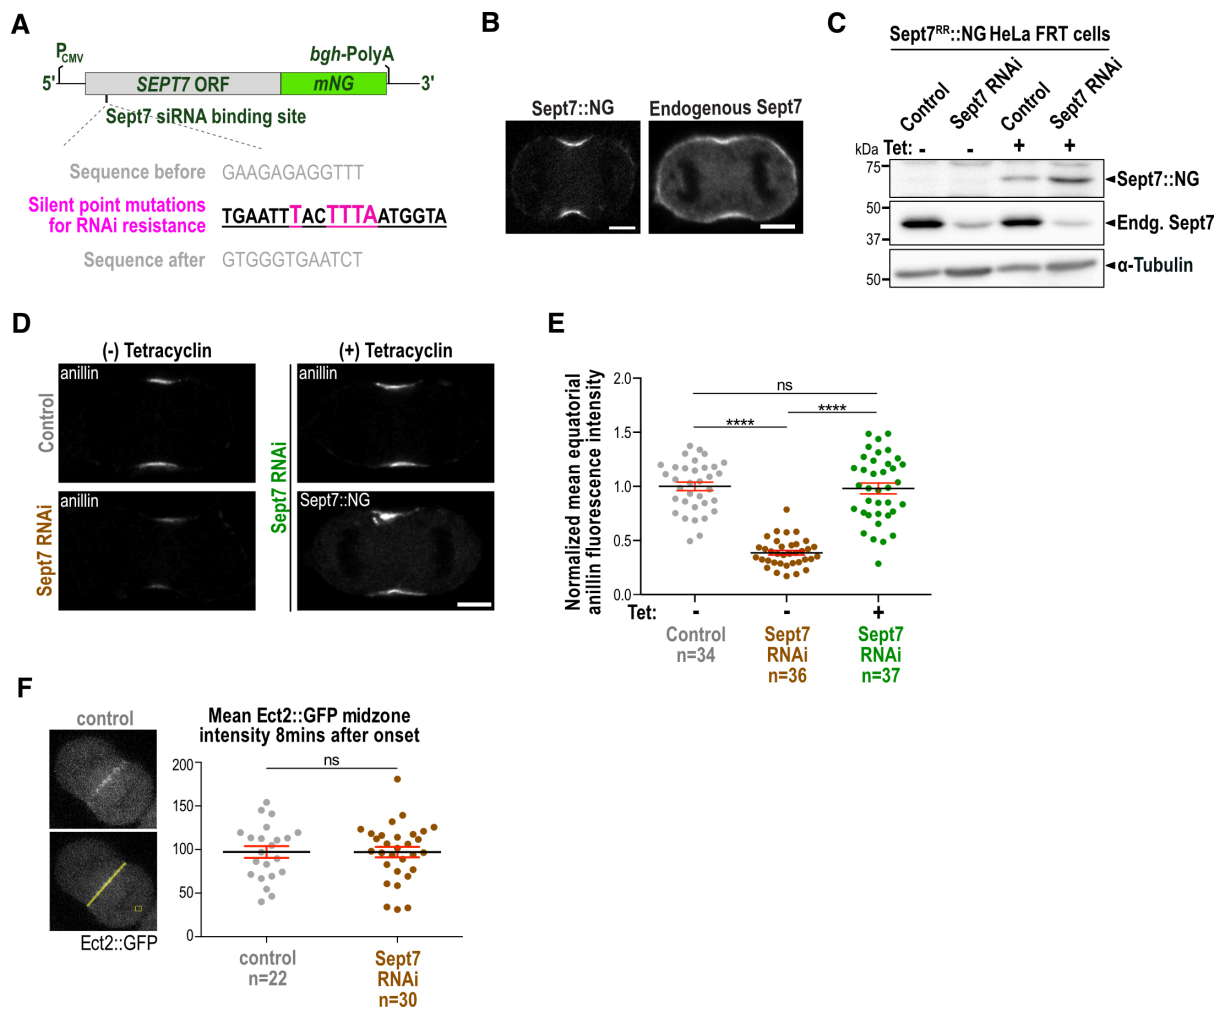 A
P CMV
bgh-PolyA
5'
SEPT7 ORF
mNG
3'
Sept7 siRNA binding site
Sequence before GAAGAGAGGTTT
Silent point mutations
for RNAi resistance
TGAATTTACTTTAATGGTA
Sequence after GTGGGTGAATCT
B
Sept7::NG
Endogenous Sept7
C
Sept7RR::NG HeLa FRT cells
Control
Sept7 RNAi
Control
Sept7 RNAi
kDa Tet: - - + +
75
Sept7::NG
50
37
Endg. Sept7
50
α-Tubulin
D
(-) Tetracyclin
(+) Tetracyclin
Control
anillin
Sept7 RNAi
anillin
Sept7 RNAi
anillin
Sept7::NG
E
Normalized mean equatorial
anillin fluorescence intensity
2.0
1.5
1.0
0.5
0.0
ns
****
****
Tet: - - +
Control
n=34
Sept7
RNAi
n=36
Sept7
RNAi
n=37
F
control
Ect2::GFP
Mean Ect2::GFP midzone
intensity 8mins after onset
200
150
100
50
0
ns
control
n=22
Sept7
RNAi
n=30